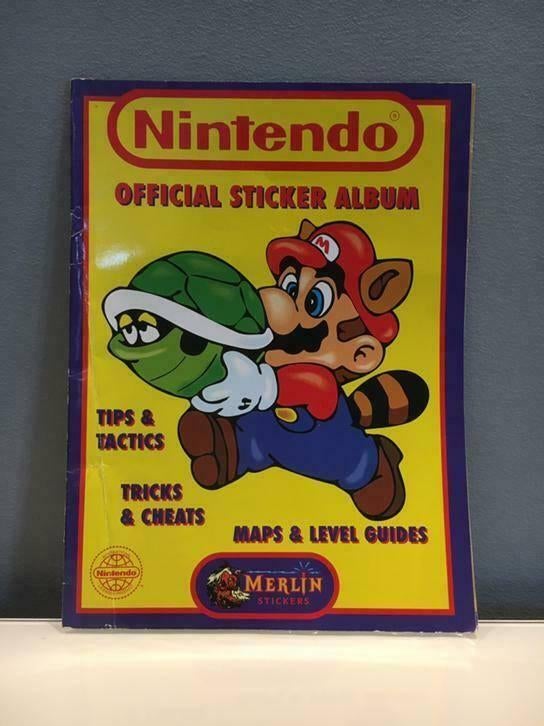 Nintendo®
OFFICIAL STICKER ALBUM
M
TIPS &
TACTICS
TRICKS
& CHEATS
MAPS & LEVEL GUIDES
Nintendo
MERLIN
STICKERS